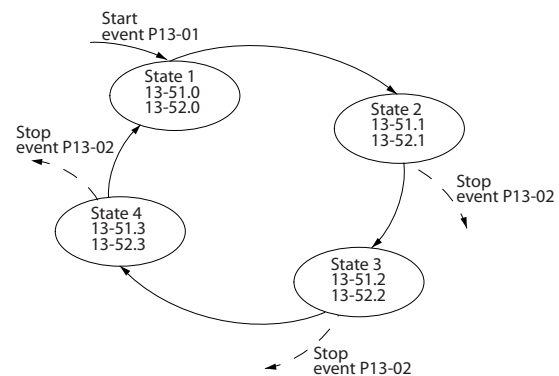 Start
event P13-01
State 1
13-51.0
13-52.0
State 2
13-51.1
13-52.1
Stop
event P13-02
Stop
event P13-02
State 4
13-51.3
13-52.3
State 3
13-51.2
13-52.2
Stop
event P13-02